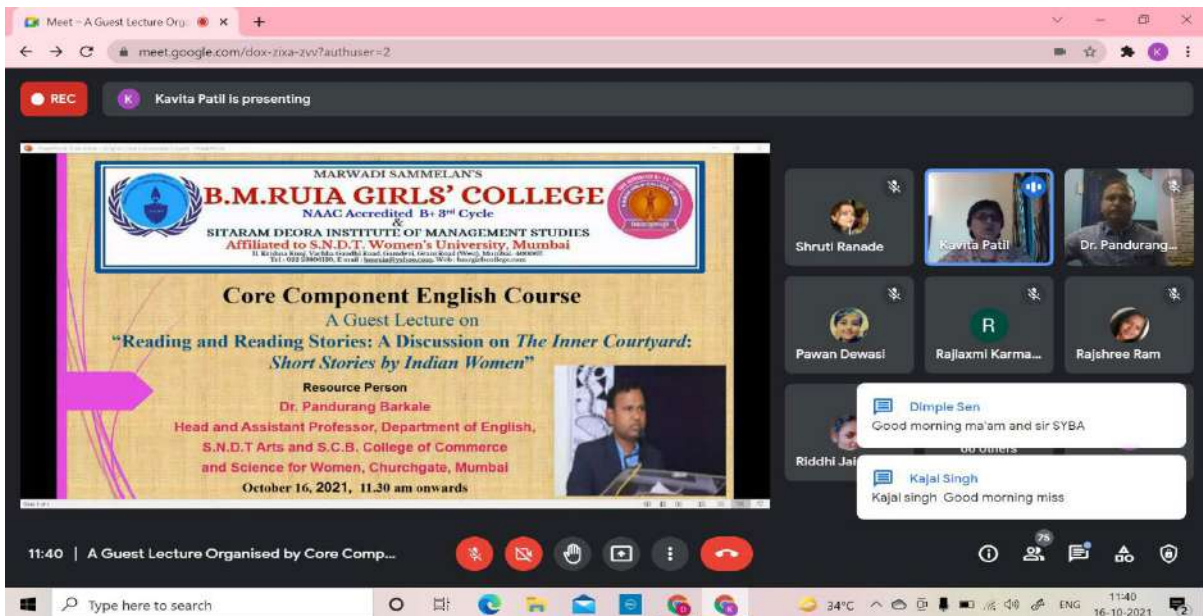 Meet - A Guest Lecture Org
meet.google.com/dox-zixa-zvv?authuser=2
K
REC
K
Kavita Patil is presenting
MARWADI SAMMELAN'S
B.M.RUIA GIRLS' COLLEGE
NAAC Accredited B+ 3rd Cycle
&
SITARAM DEORA INSTITUTE OF MANAGEMENT STUDIES
Affiliated to S.N.D.T. Women's University, Mumbai
Core Component English Course
A Guest Lecture on
"Reading and Reading Stories: A Discussion on The Inner Courtyard:
Short Stories by Indian Women"
Resource Person
Dr. Pandurang Barkale
Head and Assistant Professor, Department of English,
S.N.D.T Arts and S.C.B. College of Commerce
and Science for Women, Churchgate, Mumbai
October 16, 2021, 11.30 am onwards
Shruti Ranade
Kavita Patil
Dr. Pandurang...
Pawan Dewasi
R
Rajlaxmi Karma...
Rajshree Ram
Riddhi Jai
Dimple Sen
Good morning ma'am and sir SYBA
Kajal Singh
Kajal singh Good morning miss
11:40 | A Guest Lecture Organised by Core Comp...
75
Type here to search
34°C
ENG
11:40
16-10-2021